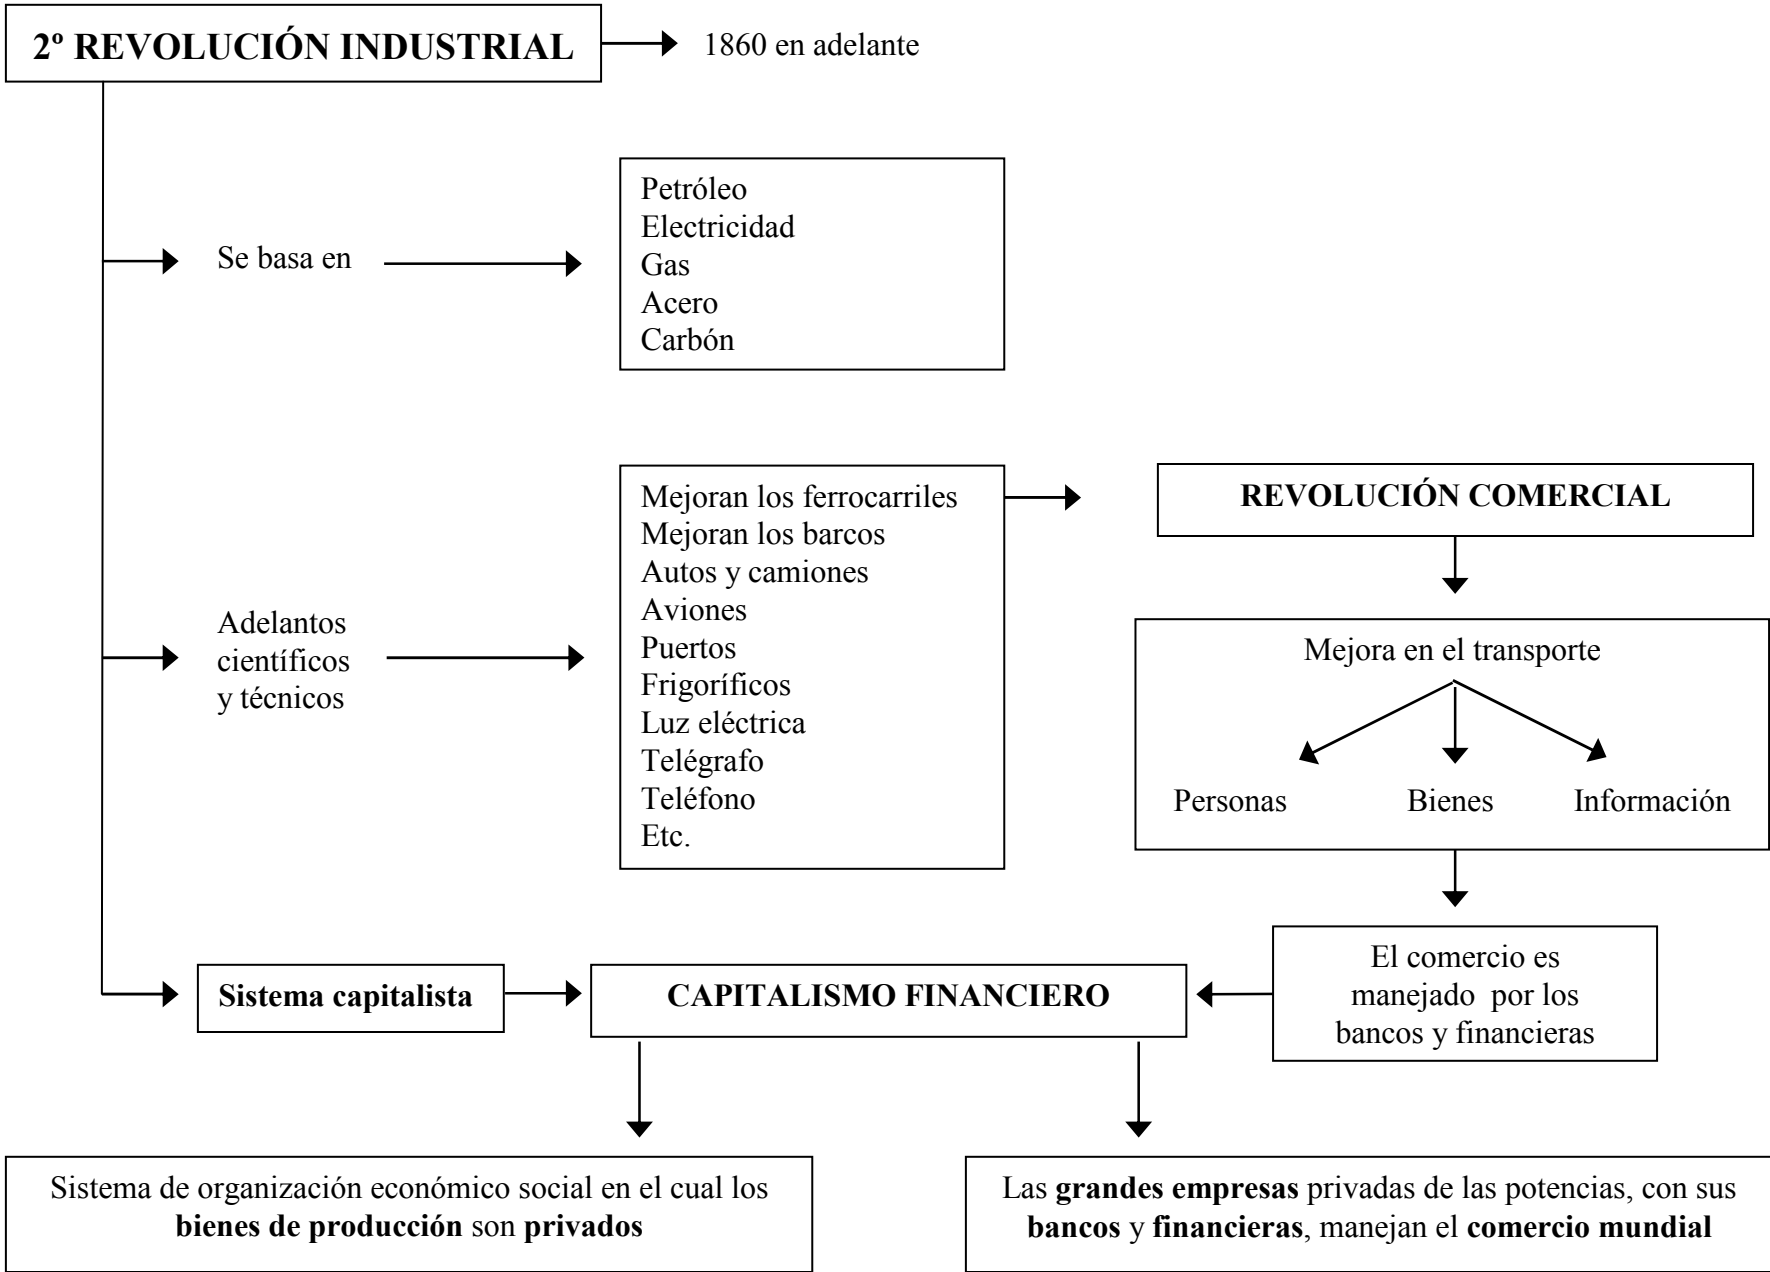 2º REVOLUCIÓN INDUSTRIAL
1860 en adelante
Se basa en
Petróleo
Electricidad
Gas
Acero
Carbón
Adelantos
científicos
y técnicos
Mejoran los ferrocarriles
Mejoran los barcos
Autos y camiones
Aviones
Puertos
Frigoríficos
Luz eléctrica
Telégrafo
Teléfono
Etc.
REVOLUCIÓN COMERCIAL
Mejora en el transporte
Personas
Bienes
Información
El comercio es
manejado  por los
bancos y financieras
Sistema capitalista
CAPITALISMO FINANCIERO
Sistema de organización económico social en el cual los
bienes de producción son privados
Las grandes empresas privadas de las potencias, con sus
bancos y financieras, manejan el comercio mundial